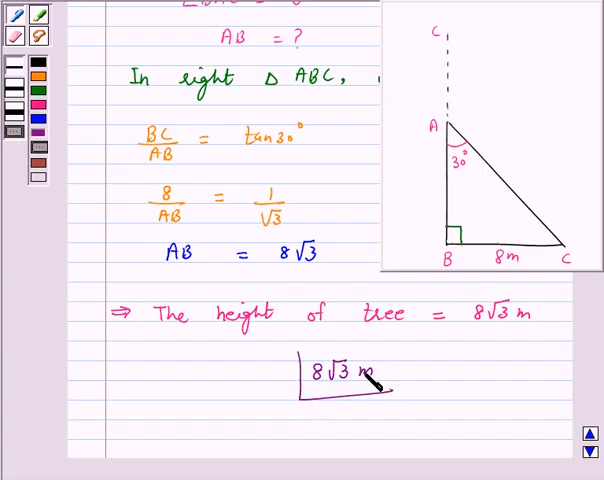 AB = ?
In right △ ABC,
BC/AB = tan 30°
8/AB = 1/√3
AB = 8√3
⇒ The height of tree = 8√3 m
8√3 m
C
A
30°
B 8m C